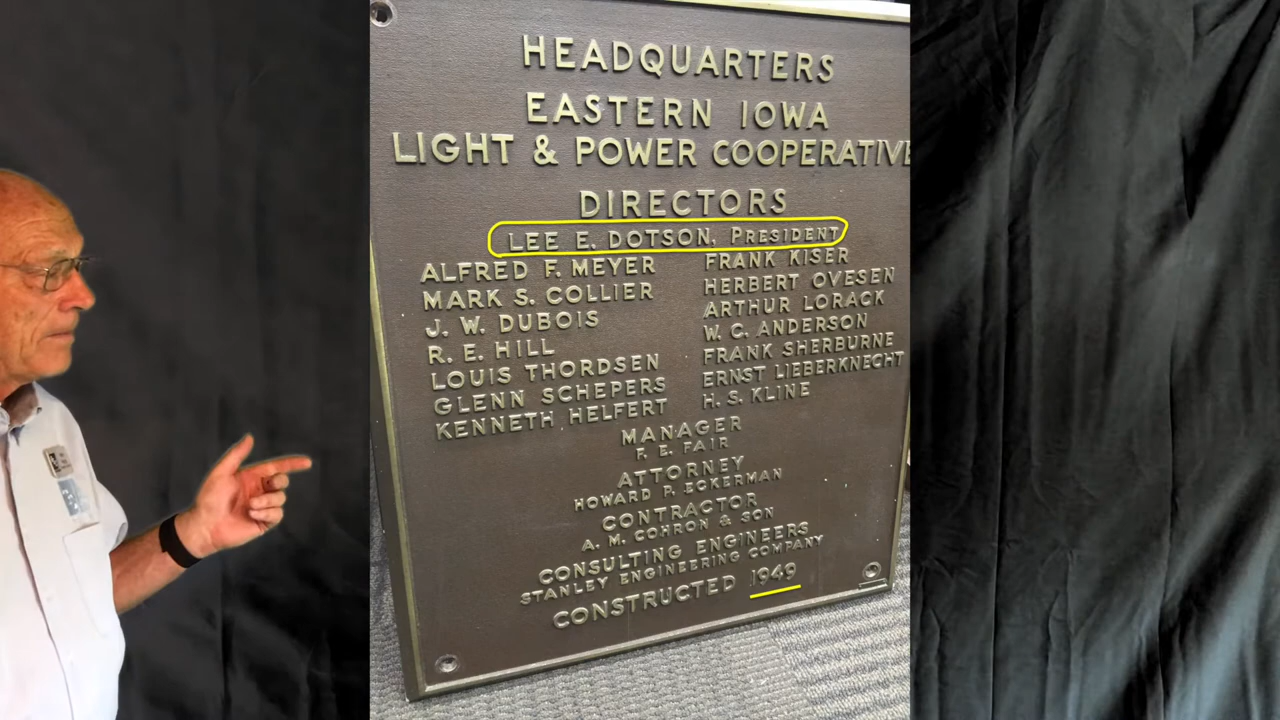 HEADQUARTERS
EASTERN IOWA
LIGHT & POWER COOPERATIVE
DIRECTORS
LEE E. DOTSON, PRESIDENT
ALFRED F. MEYER
MARK S. COLLIER
J. W. DUBOIS
R. E. HILL
LOUIS THORDSEN
GLENN SCHEPERS
KENNETH HELFERT
FRANK KISER
HERBERT OVESEN
ARTHUR LORACK
W. C. ANDERSON
FRANK SHERBURNE
ERNST LIEBERKNECHT
H. S. KLINE
MANAGER
F. E. FAIR
ATTORNEY
HOWARD P. ECKERMAN
CONTRACTOR
A. M. COHRON & SON
CONSULTING ENGINEERS
STANLEY ENGINEERING COMPANY
CONSTRUCTED 1949